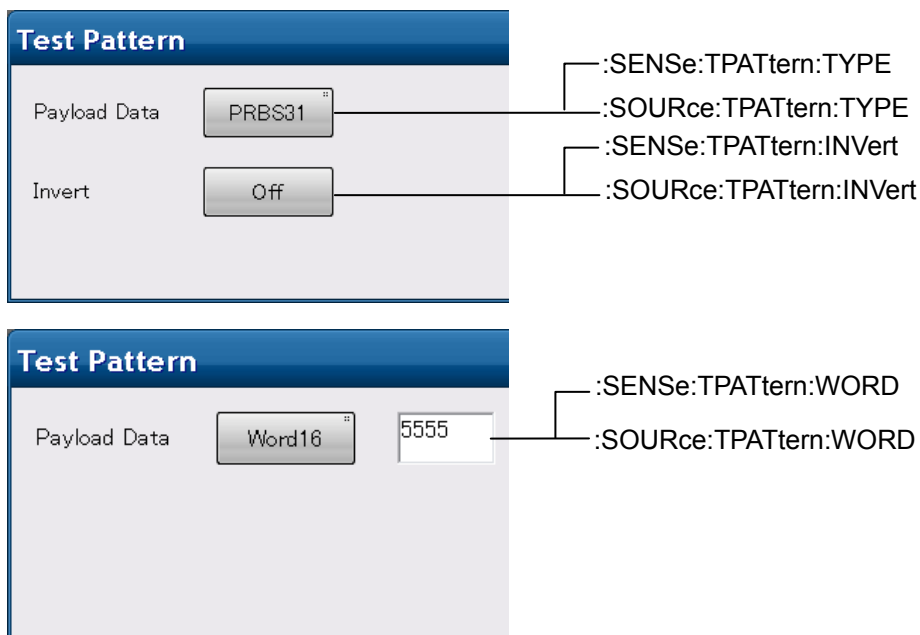 Test Pattern
:SENSe:TPATtern:TYPE
Payload Data PRBS31 :SOURce:TPATtern:TYPE
:SENSe:TPATtern:INVert
Invert Off :SOURce:TPATtern:INVert
Test Pattern
:SENSe:TPATtern:WORD
Payload Data Word16 5555 :SOURce:TPATtern:WORD